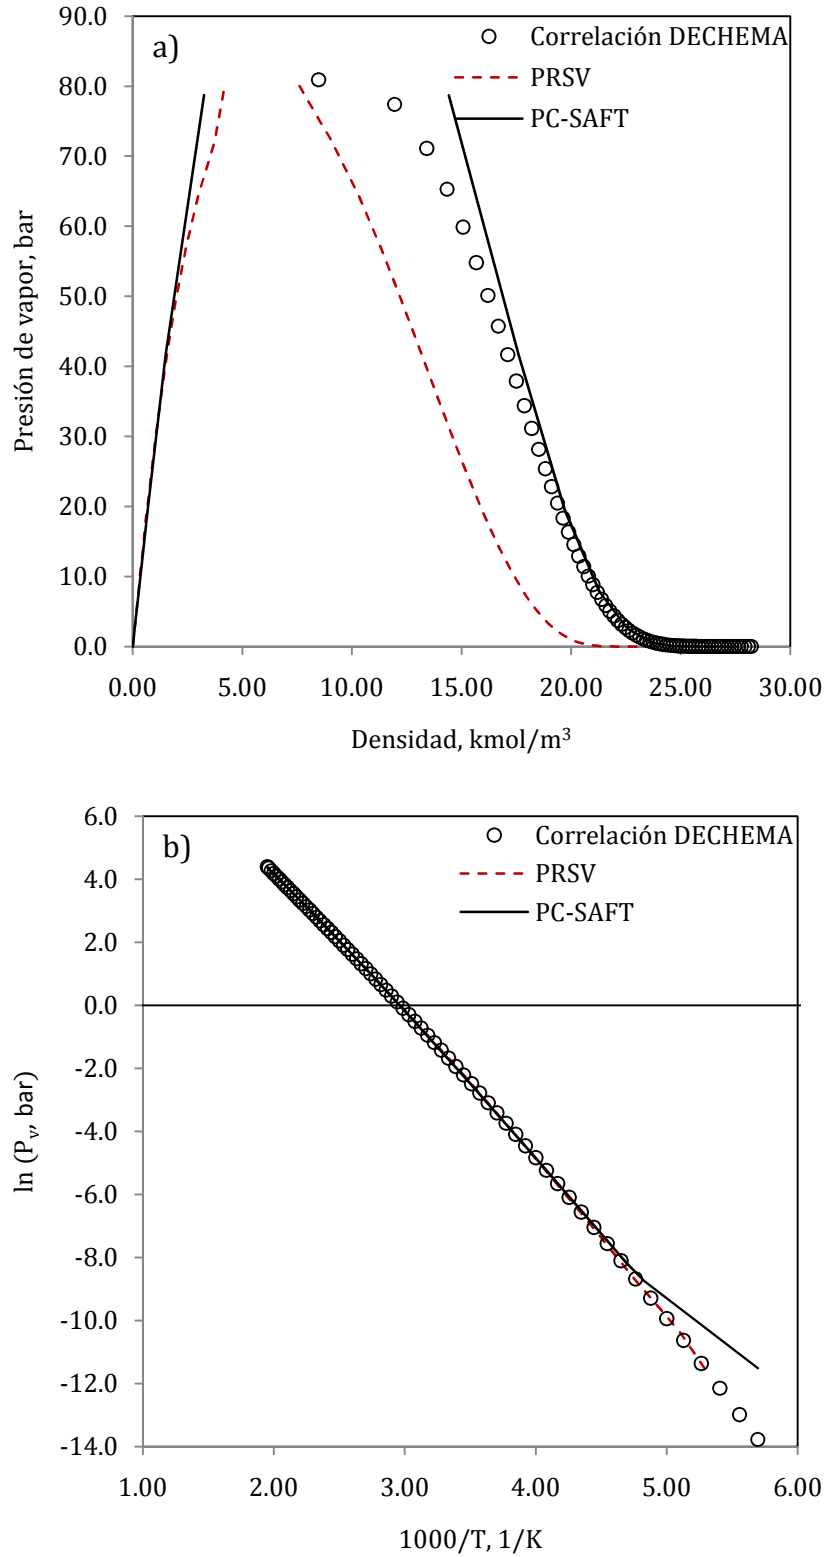 90.0
80.0
70.0
60.0
50.0
40.0
30.0
20.0
10.0
0.0
Presión de vapor, bar
a)
Correlación DECHEMA
PRSV
PC-SAFT
0.00 5.00 10.00 15.00 20.00 25.00 30.00
Densidad, kmol/m³
6.0
4.0
2.0
0.0
-2.0
-4.0
-6.0
-8.0
-10.0
-12.0
-14.0
ln (Pᵥ, bar)
b)
Correlación DECHEMA
PRSV
PC-SAFT
1.00 2.00 3.00 4.00 5.00 6.00
1000/T, 1/K